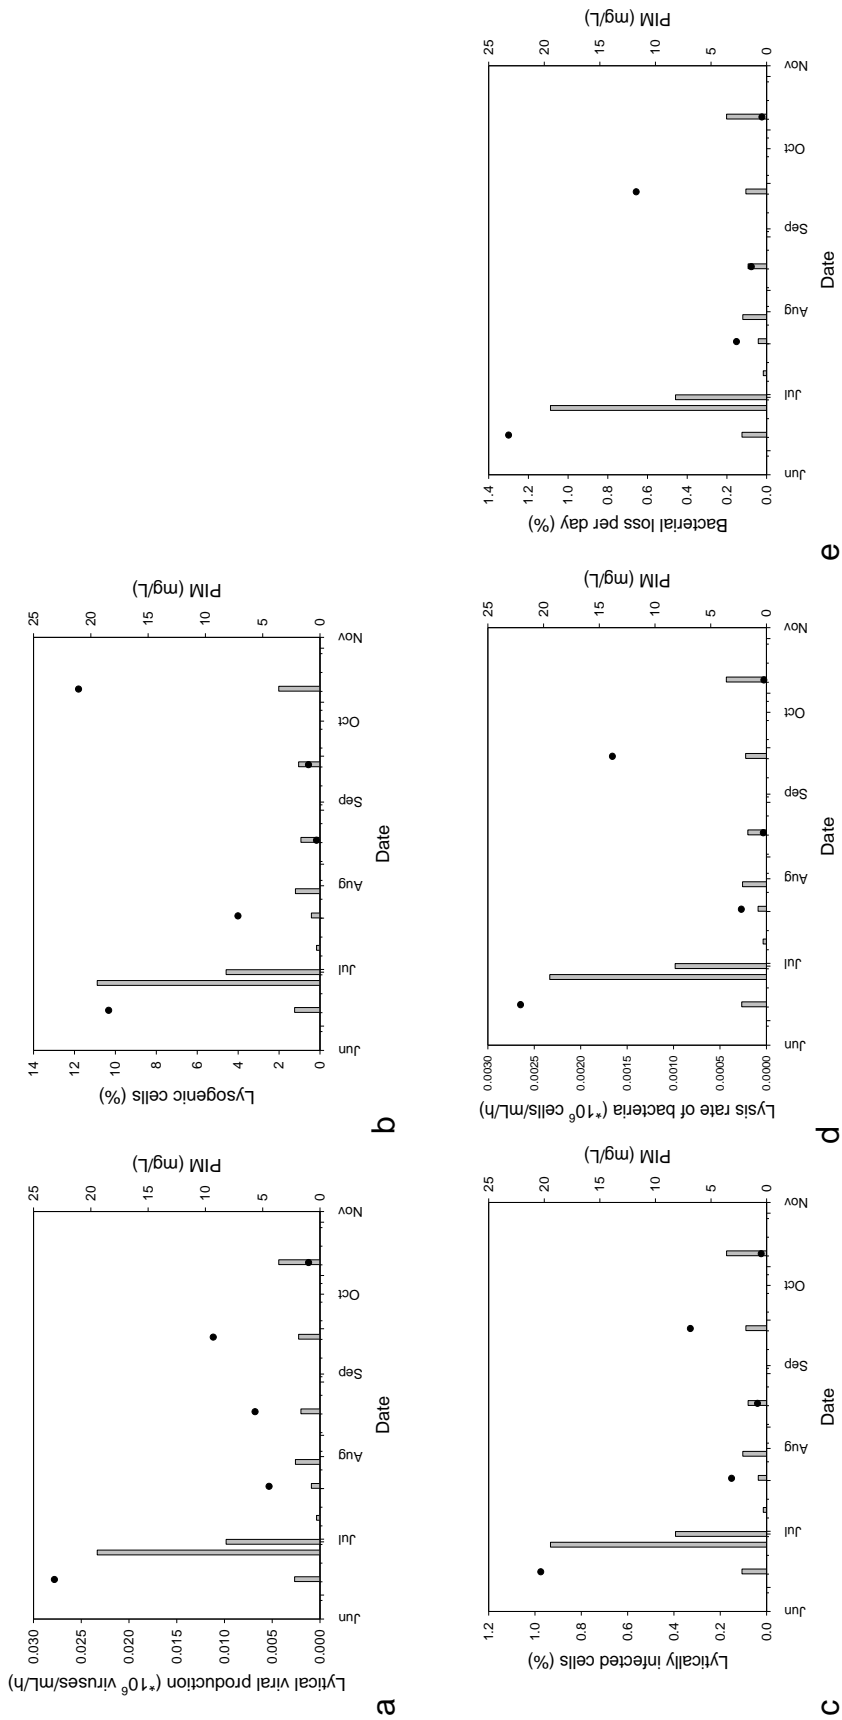 a
Lytical viral production (*10⁶ viruses/mL/h)
0.030
0.025
0.020
0.015
0.010
0.005
0.000
PIM (mg/L)
25
20
15
10
5
0
Jun
Jul
Aug
Sep
Oct
Nov
Date
b
Lysogenic cells (%)
14
12
10
8
6
4
2
0
PIM (mg/L)
25
20
15
10
5
0
Jun
Jul
Aug
Sep
Oct
Nov
Date
c
Lytically infected cells (%)
1.2
1.0
0.8
0.6
0.4
0.2
0.0
PIM (mg/L)
25
20
15
10
5
0
Jun
Jul
Aug
Sep
Oct
Nov
Date
d
Lysis rate of bacteria (*10⁶ cells/mL/h)
0.0030
0.0025
0.0020
0.0015
0.0010
0.0005
0.0000
PIM (mg/L)
25
20
15
10
5
0
Jun
Jul
Aug
Sep
Oct
Nov
Date
e
Bacterial loss per day (%)
1.4
1.2
1.0
0.8
0.6
0.4
0.2
0.0
PIM (mg/L)
25
20
15
10
5
0
Jun
Jul
Aug
Sep
Oct
Nov
Date